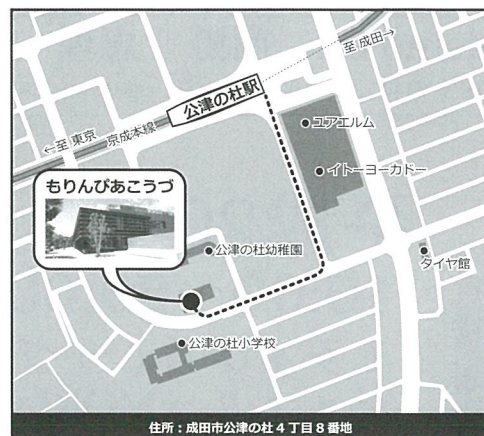 至 成田→
公津の杜駅
←至 東京 京成本線
ユアエルム
イトーヨーカドー
もりんぴあこうづ
公津の杜幼稚園
タイヤ館
公津の杜小学校
住所：成田市公津の杜4丁目8番地